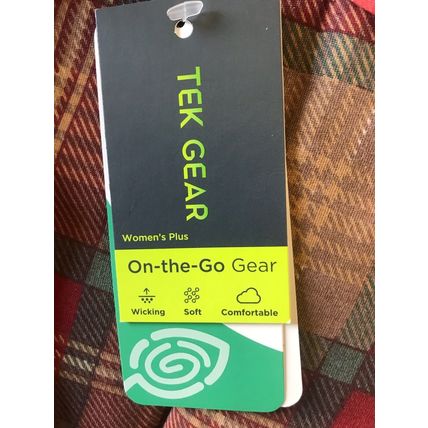 TEK GEAR
Women's Plus
On-the-Go Gear
Wicking Soft Comfortable